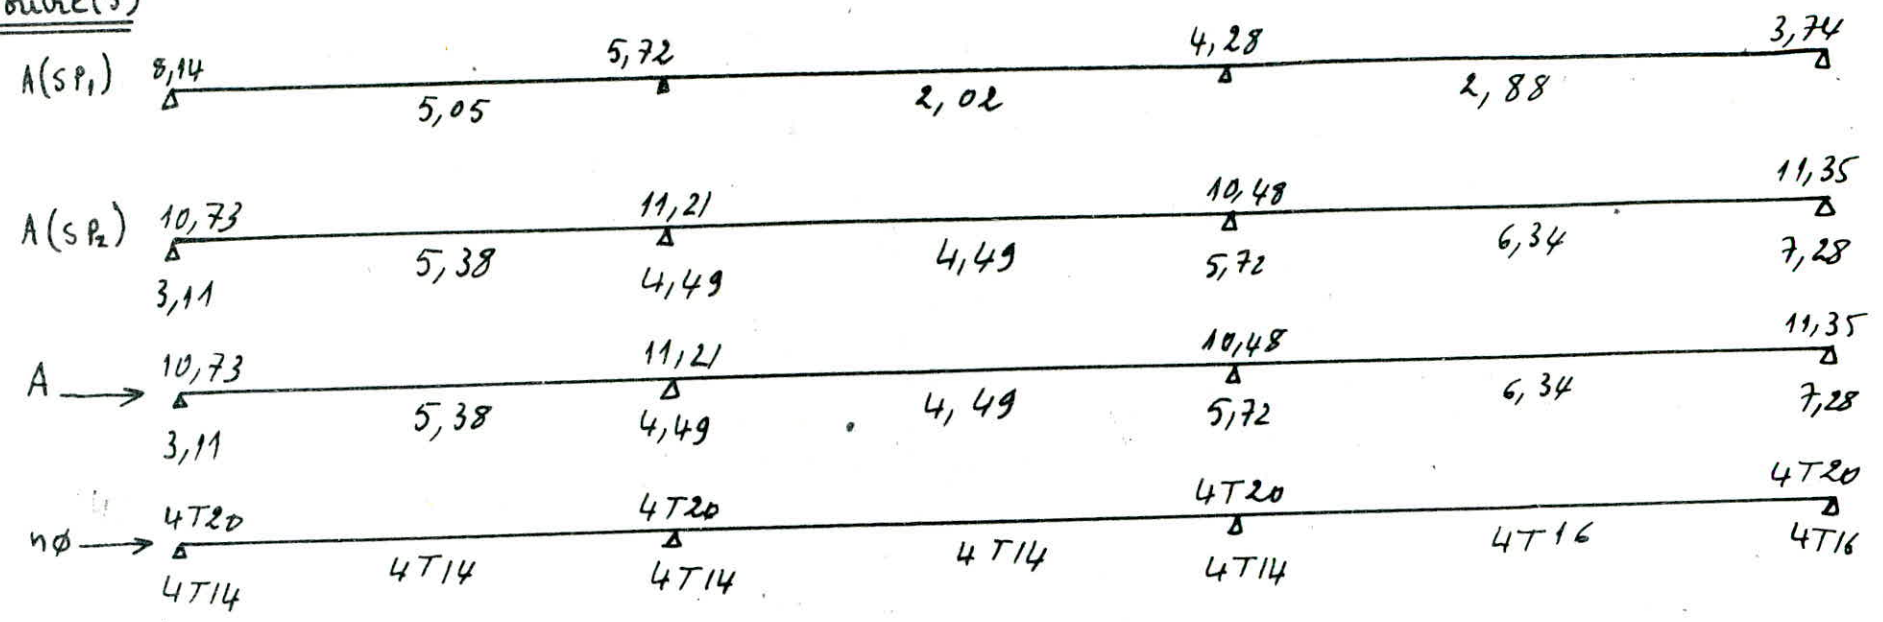 A(SP₁) 8,14 5,72 4,28 3,74
5,05 2,02 2,88
A(SP₂) 10,73 11,21 10,48 11,35
5,38 4,49 6,34
3,11 4,49 5,72 7,28
A → 10,73 11,21 10,48 11,35
5,38 4,49 6,34
3,11 4,49 5,72 7,28
nø → 4T20 4T20 4T20 4T20
4T14 4T14 4T16
4T14 4T14 4T14 4T16